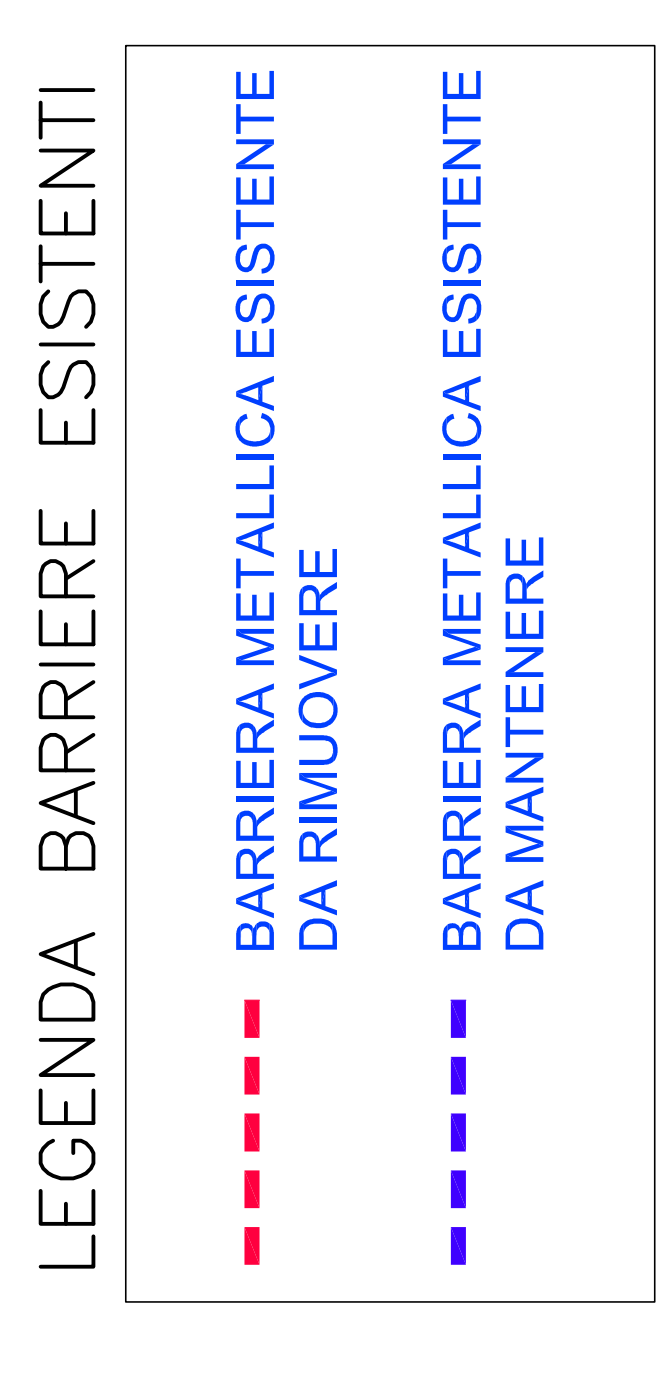 LEGENDA BARRIERE ESISTENTI
BARRIERA METALLICA ESISTENTE
DA RIMUOVERE
BARRIERA METALLICA ESISTENTE
DA MANTENERE